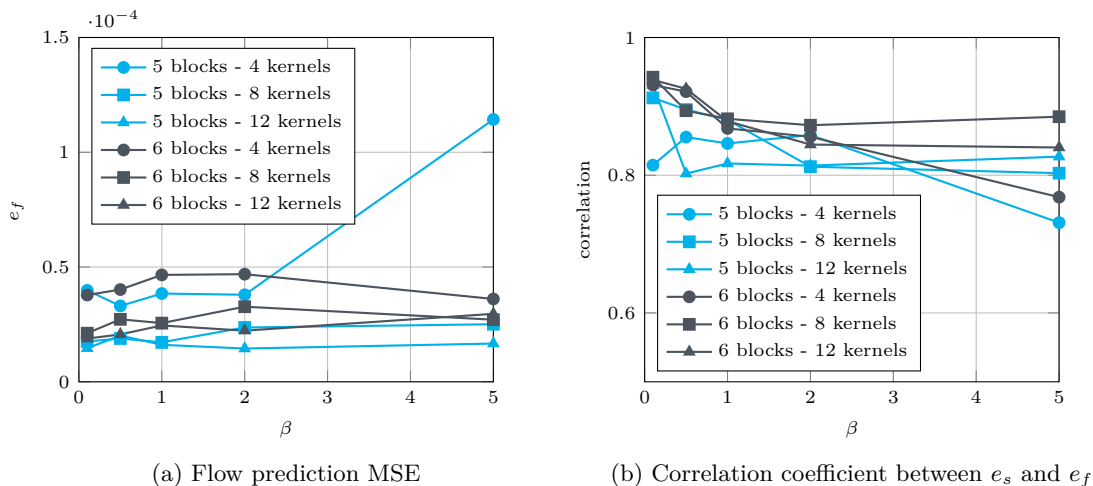 ·10⁻⁴
1.5
1
0.5
0
e_f
5 blocks - 4 kernels
5 blocks - 8 kernels
5 blocks - 12 kernels
6 blocks - 4 kernels
6 blocks - 8 kernels
6 blocks - 12 kernels
0 1 2 3 4 5
β
(a) Flow prediction MSE
1
0.8
0.6
correlation
5 blocks - 4 kernels
5 blocks - 8 kernels
5 blocks - 12 kernels
6 blocks - 4 kernels
6 blocks - 8 kernels
6 blocks - 12 kernels
0 1 2 3 4 5
β
(b) Correlation coefficient between e_s and e_f